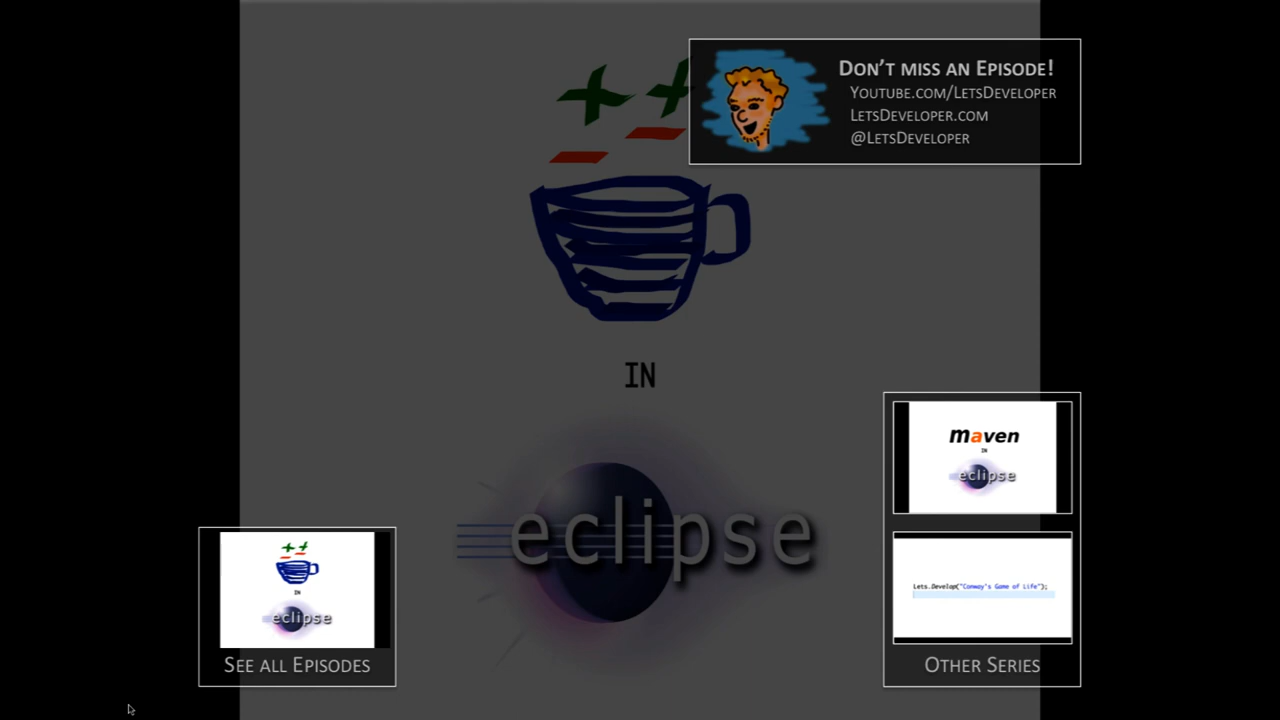 DON'T MISS AN EPISODE!
YOUTUBE.COM/LETSDEVELOPER
LETSDEVELOPER.COM
@LETSDEVELOPER
IN
eclipse
maven
IN
eclipse
Lets.Develop("Conway's Game of Life");
OTHER SERIES
IN
eclipse
SEE ALL EPISODES